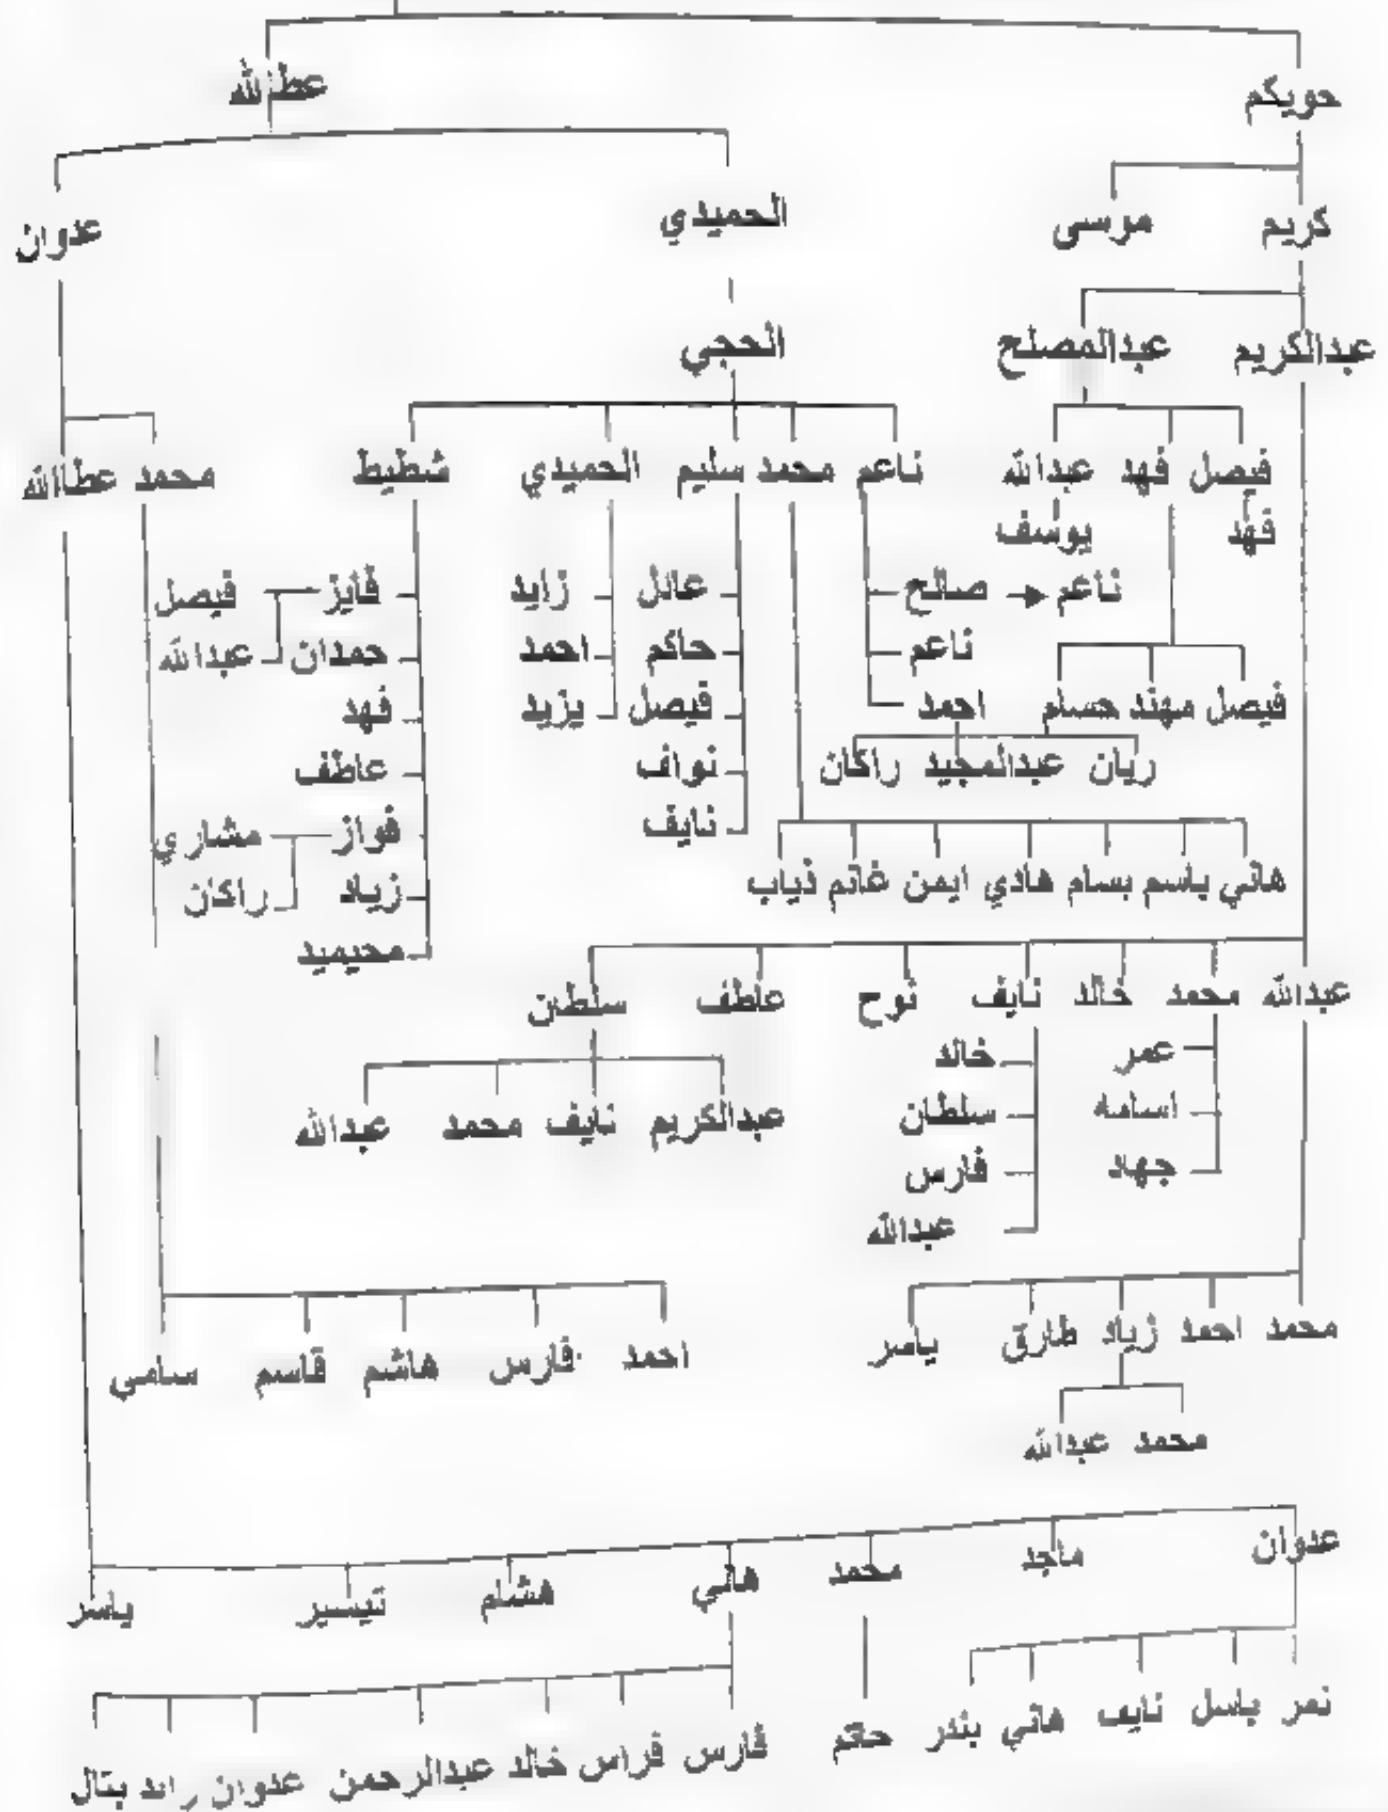 حويكم عطالله
كريم موسى الحميدي عدوان
عبدالكريم عبدالمصلح الحجي
فيصل فهد عبدالله ناعم محمد سليم الحميدي شطيط محمد عطاالله
فهد يوسف
ناعم صالح عادل زايد فايز فيصل
ناعم حاكم احمد حمدان عبدالله
فيصل مهند حسام احمد فيصل يزيد فهد
ريان عبدالمجيد راكان نواف عاطف
نايف فواز مشاري
هاني باسم بسام هادي ايمن غانم ذياب زياد راكان
محيميد
عبدالله محمد خالد نايف نوح عاطف سلطان
عمر خالد
اسامه سلطان عبدالكريم نايف محمد عبدالله
جهاد فارس
عبدالله
محمد احمد زياد طارق ياسر احمد فارس هاشم قاسم سامي
محمد عبدالله
عدوان ماجد محمد هاني هشام تيسير ياسر
نمر باسل نايف هاني بندر حاتم فارس فراس خالد عبدالرحمن عدوان رائد بتال